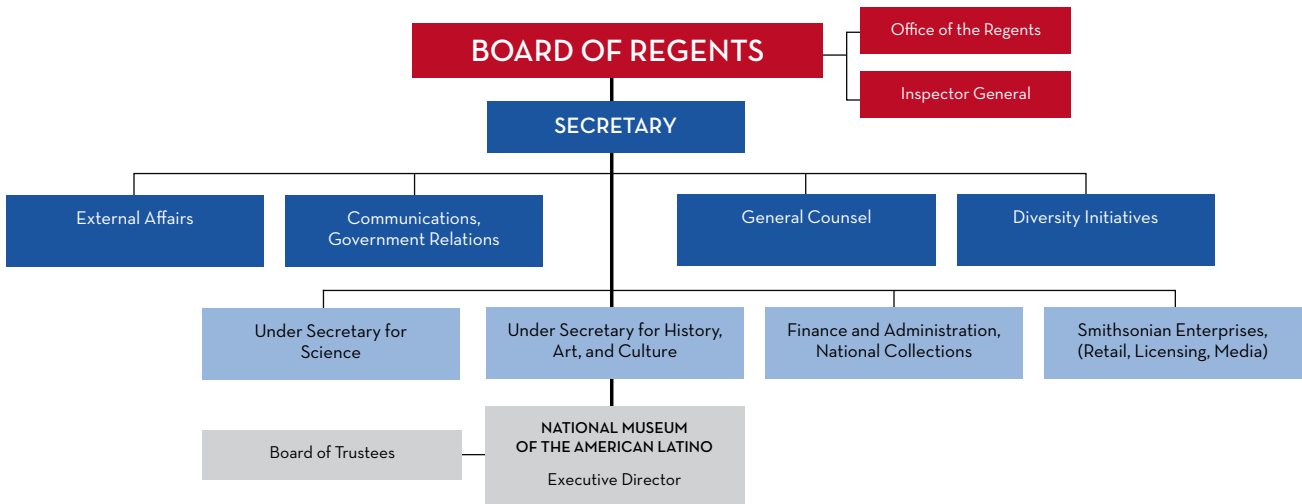 BOARD OF REGENTS
Office of the Regents
Inspector General
SECRETARY
External Affairs
Communications,
Government Relations
General Counsel
Diversity Initiatives
Under Secretary for
Science
Under Secretary for History,
Art, and Culture
Finance and Administration,
National Collections
Smithsonian Enterprises,
(Retail, Licensing, Media)
Board of Trustees
NATIONAL MUSEUM
OF THE AMERICAN LATINO
Executive Director